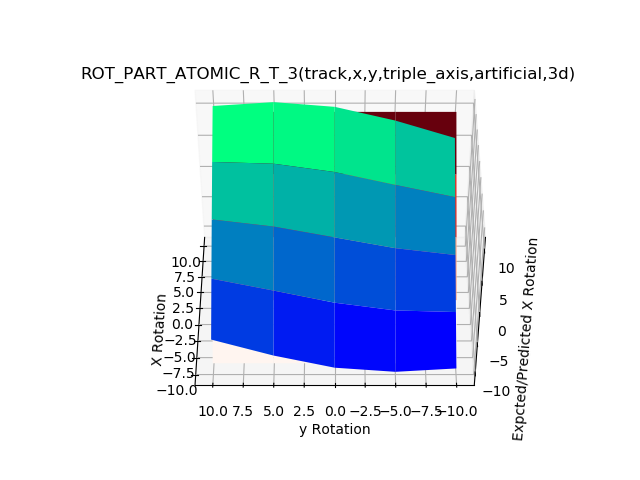 ROT_PART_ATOMIC_R_T_3(track,x,y,triple_axis,artificial,3d)
10.0
7.5
5.0
2.5
0.0
−2.5
−5.0
−7.5
−10.0
X Rotation
10.0 7.5 5.0 2.5 0.0 −2.5 −5.0 −7.5 −10.0
y Rotation
10
5
0
−5
−10
Expcted/Predicted X Rotation